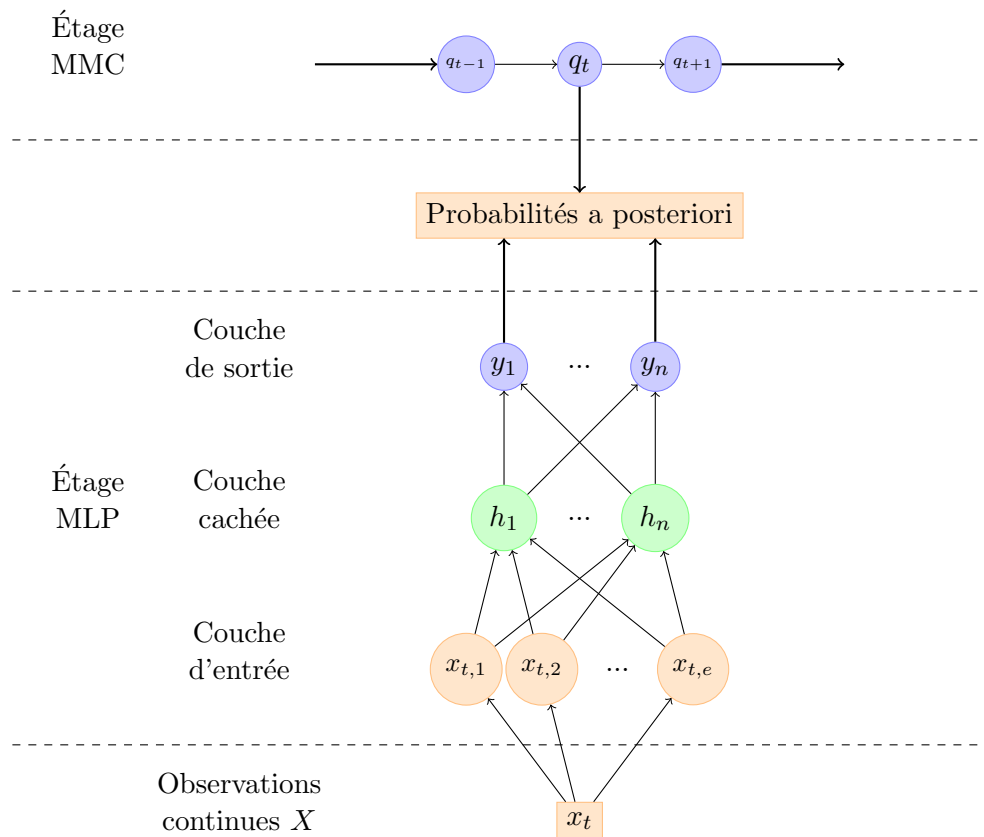 Étage
MMC
q_{t−1}
q_t
q_{t+1}
Probabilités a posteriori
Couche
de sortie
y_1
...
y_n
Étage
MLP
Couche
cachée
h_1
...
h_n
Couche
d'entrée
x_{t,1}
x_{t,2}
...
x_{t,e}
Observations
continues X
x_t